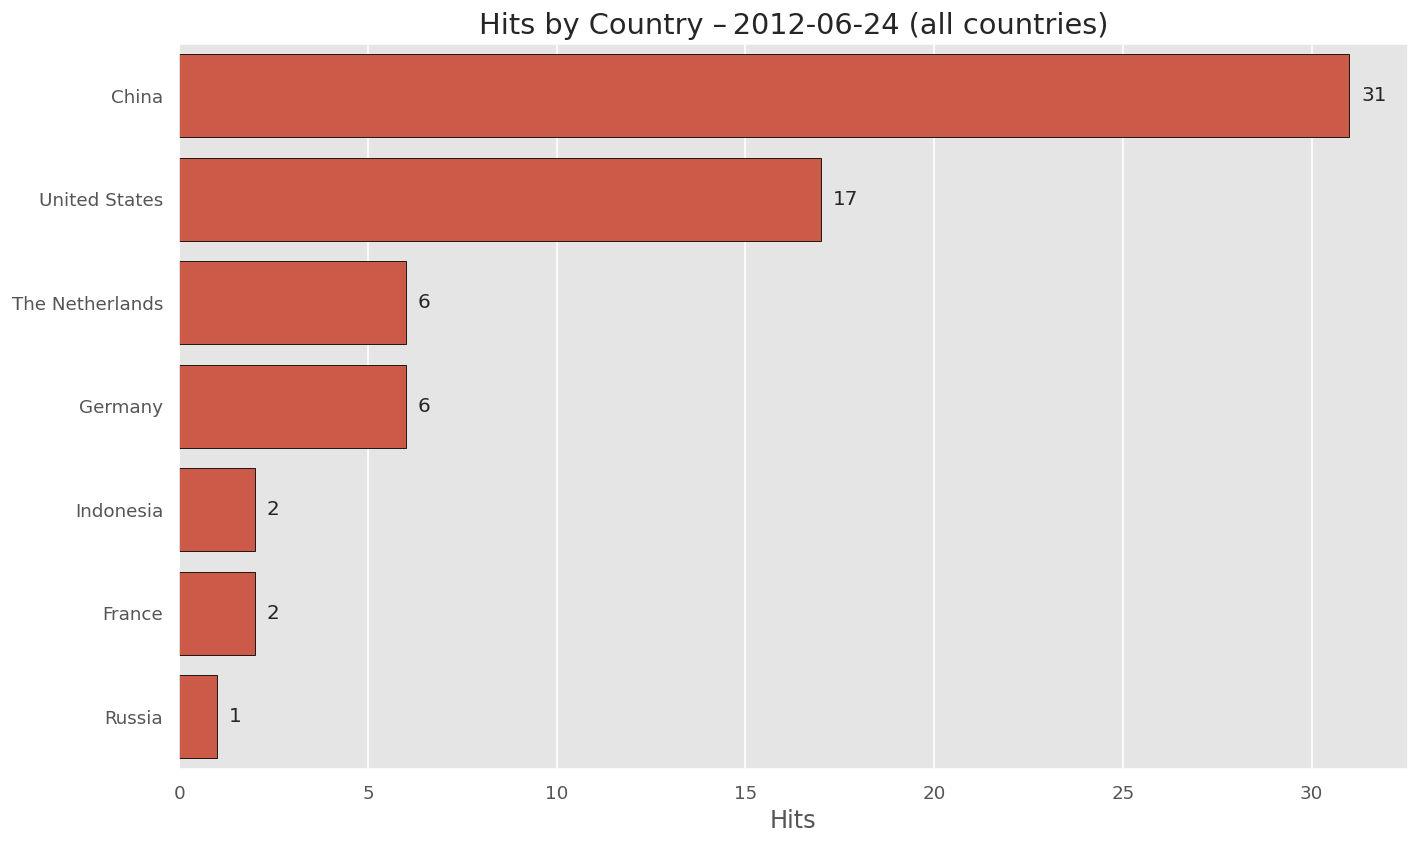 Hits by Country – 2012-06-24 (all countries)
China
31
United States
17
The Netherlands
6
Germany
6
Indonesia
2
France
2
Russia
1
0 5 10 15 20 25 30
Hits